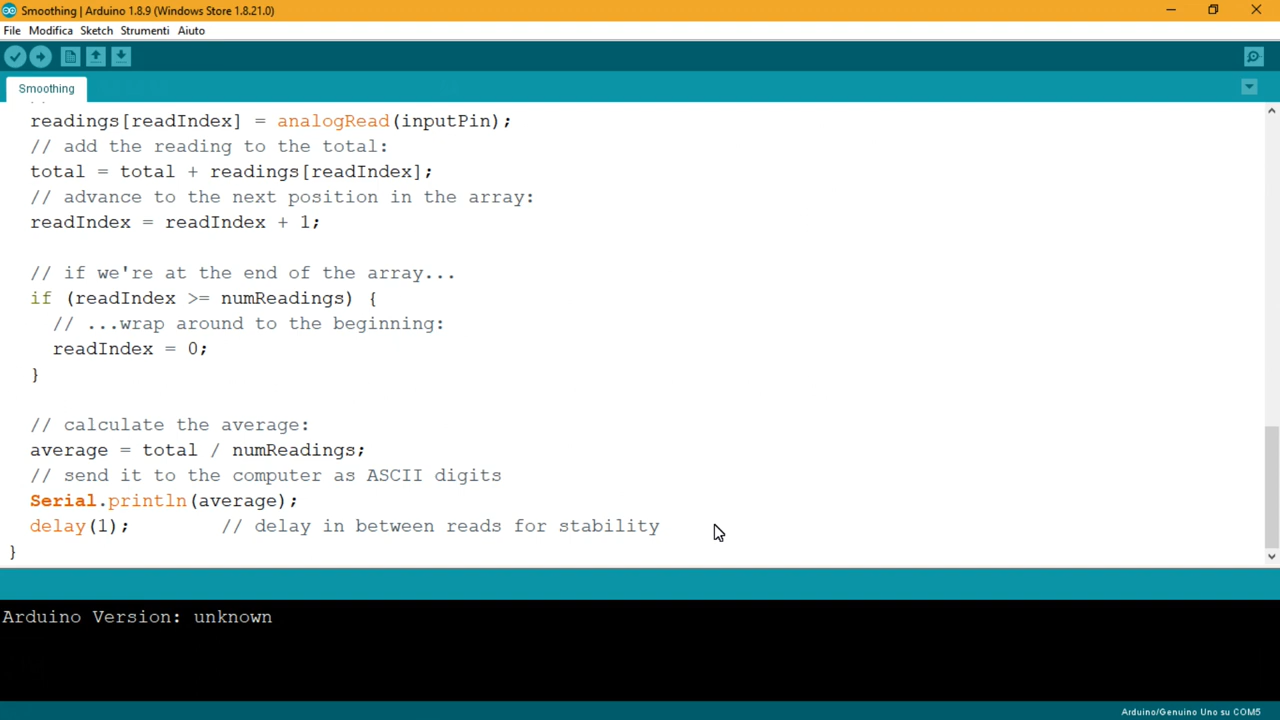 Smoothing | Arduino 1.8.9 (Windows Store 1.8.21.0)
File Modifica Sketch Strumenti Aiuto
Smoothing
readings[readIndex] = analogRead(inputPin);
// add the reading to the total:
total = total + readings[readIndex];
// advance to the next position in the array:
readIndex = readIndex + 1;
// if we're at the end of the array...
if (readIndex >= numReadings) {
// ...wrap around to the beginning:
readIndex = 0;
}
// calculate the average:
average = total / numReadings;
// send it to the computer as ASCII digits
Serial.println(average);
delay(1); // delay in between reads for stability
}
Arduino Version: unknown
Arduino/Genuino Uno su COM5